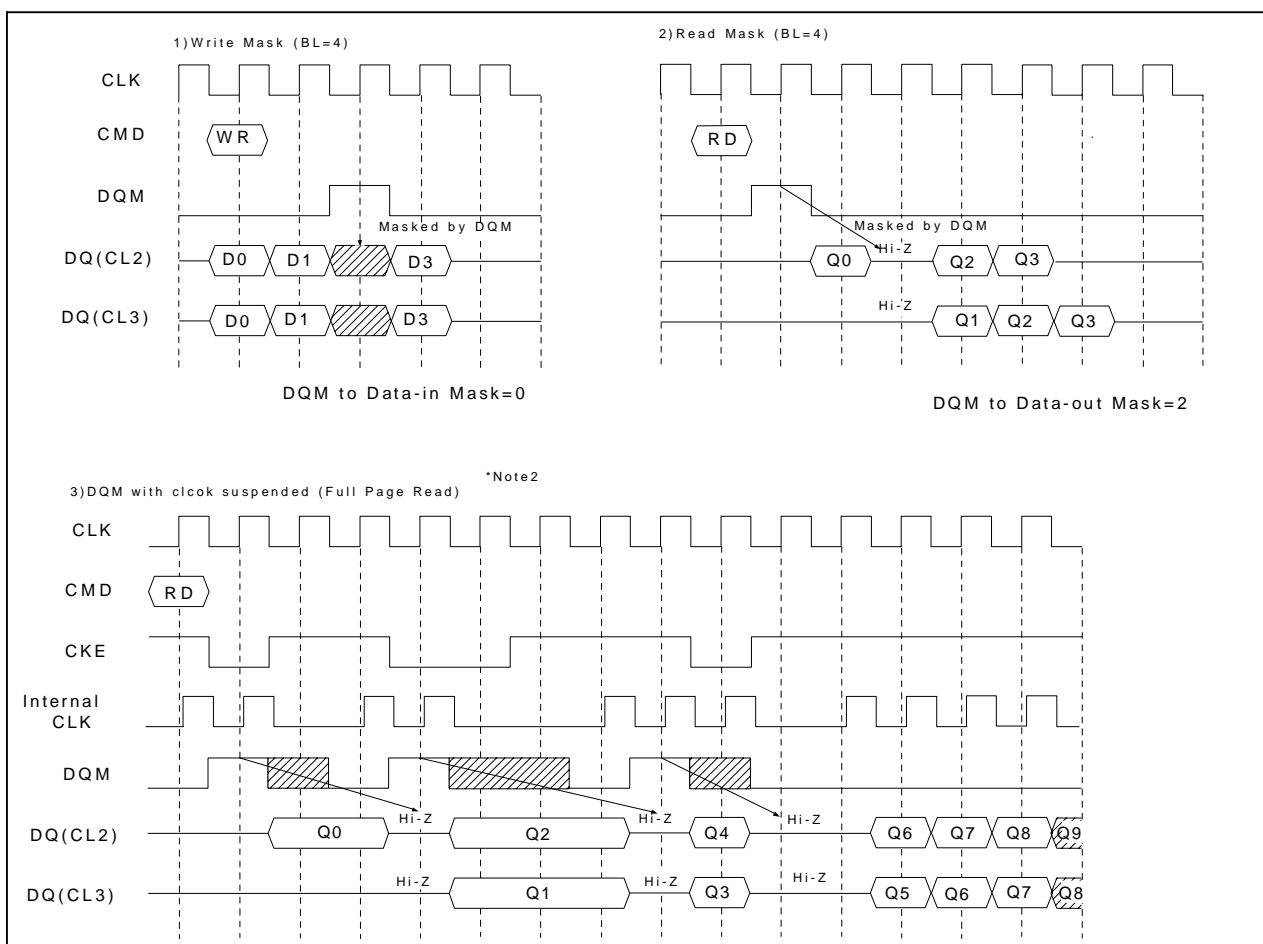 1)Write Mask (BL=4)
2)Read Mask (BL=4)
CLK
CMD
WR
RD
DQM
Masked by DQM
Masked by DQM
DQ(CL2)
D0 D1 D3
Q0 Hi-Z Q2 Q3
DQ(CL3)
D0 D1 D3
Hi-Z Q1 Q2 Q3
DQM to Data-in Mask=0
DQM to Data-out Mask=2
*Note2
3)DQM with clcok suspended (Full Page Read)
CLK
CMD
RD
CKE
Internal
CLK
DQM
DQ(CL2)
Q0 Hi-Z Q2 Hi-Z Q4 Hi-Z Q6 Q7 Q8 Q9
DQ(CL3)
Hi-Z Q1 Hi-Z Q3 Hi-Z Q5 Q6 Q7 Q8